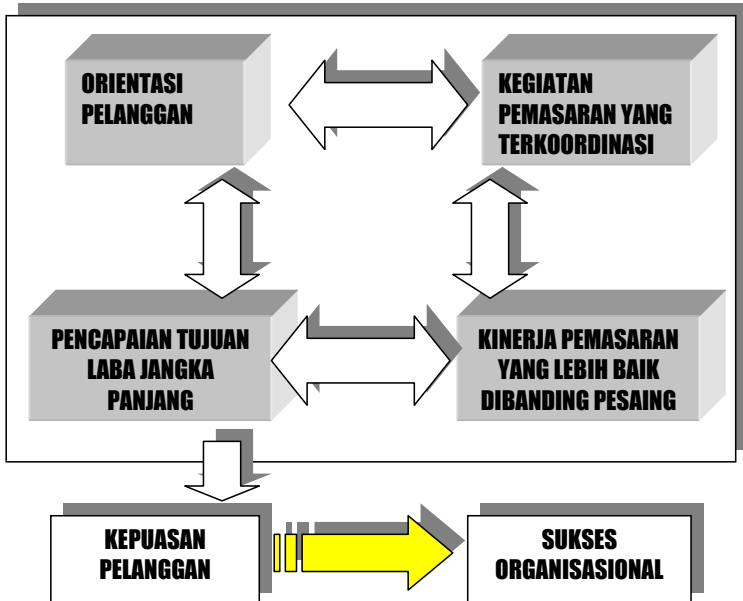 ORIENTASI
PELANGGAN
KEGIATAN
PEMASARAN YANG
TERKOORDINASI
PENCAPAIAN TUJUAN
LABA JANGKA
PANJANG
KINERJA PEMASARAN
YANG LEBIH BAIK
DIBANDING PESAING
KEPUASAN
PELANGGAN
SUKSES
ORGANISASIONAL